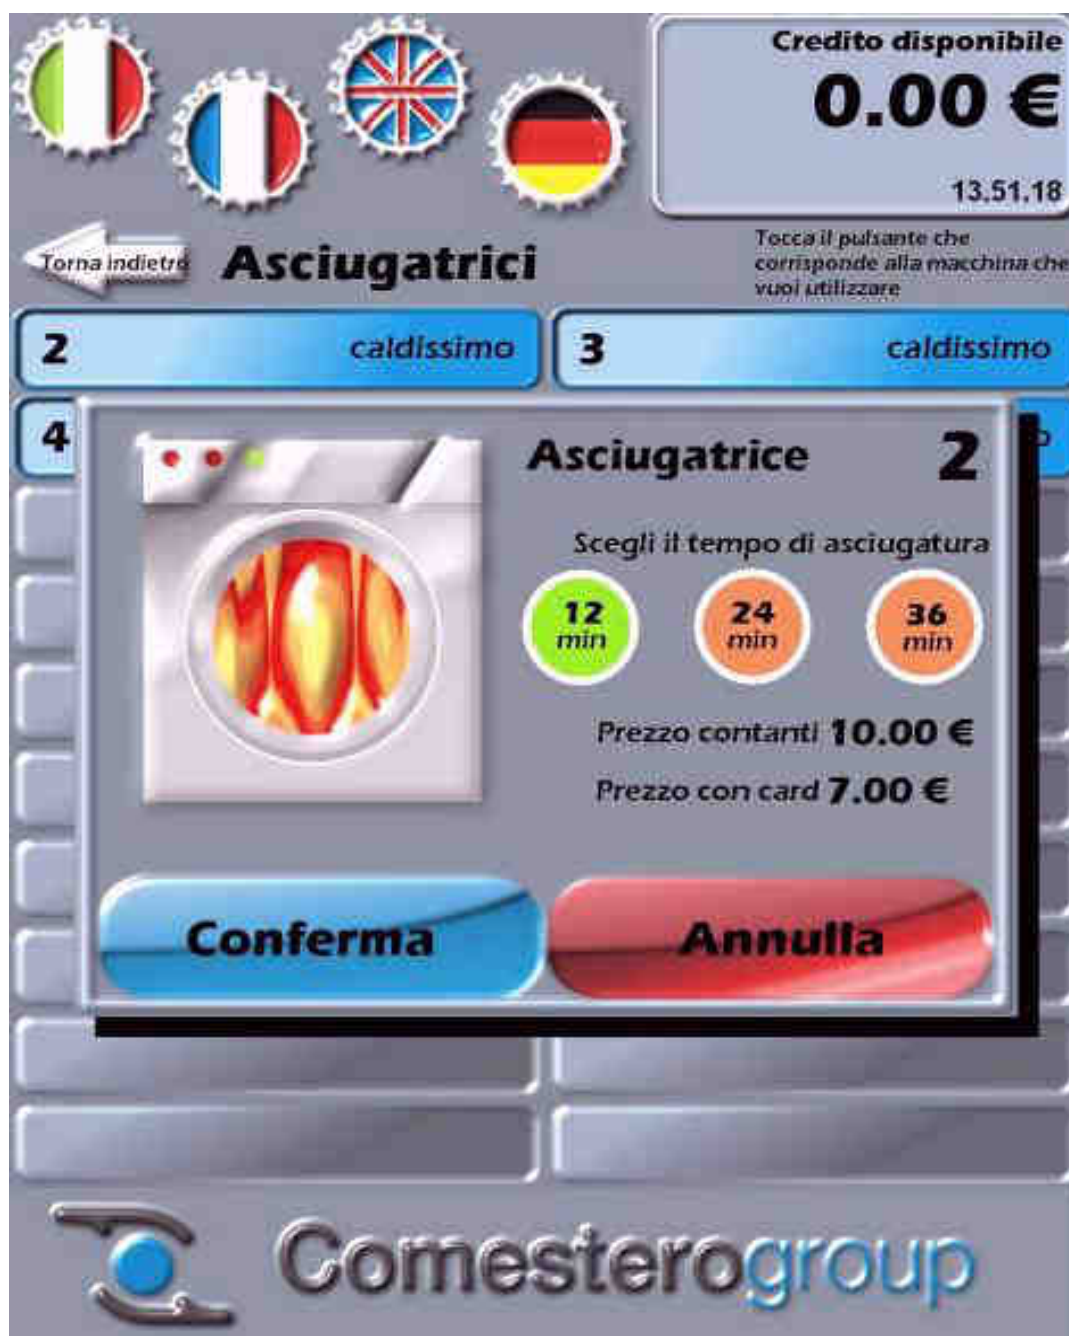 Credito disponibile
0.00 €
13.51.18
Torna indietro
Asciugatrici
Tocca il pulsante che
corrisponde alla macchina che
vuoi utilizzare
2 caldissimo
3 caldissimo
4
Asciugatrice 2
Scegli il tempo di asciugatura
12 min
24 min
36 min
Prezzo contanti 10.00 €
Prezzo con card 7.00 €
Conferma
Annulla
Comesterogroup